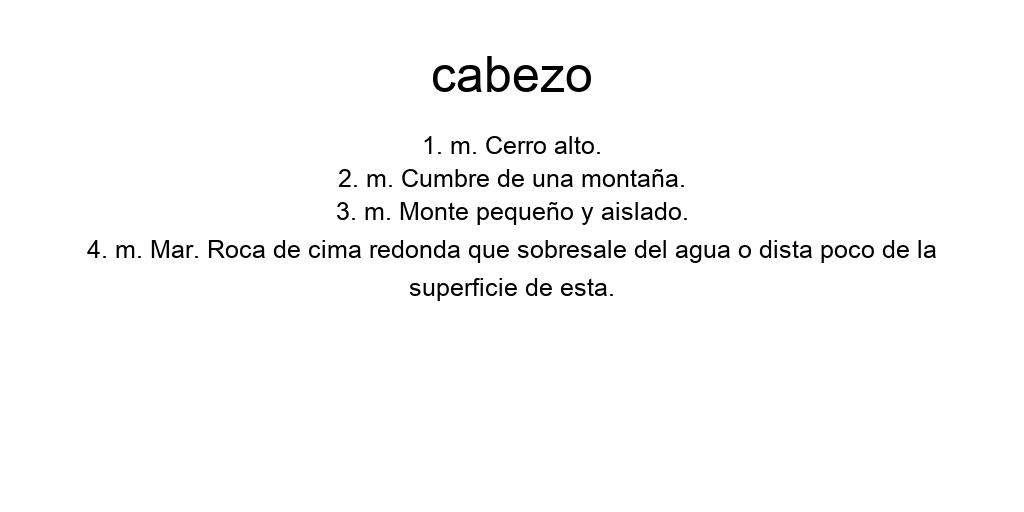 cabezo
1. m. Cerro alto.
2. m. Cumbre de una montaña.
3. m. Monte pequeño y aislado.
4. m. Mar. Roca de cima redonda que sobresale del agua o dista poco de la
superficie de esta.